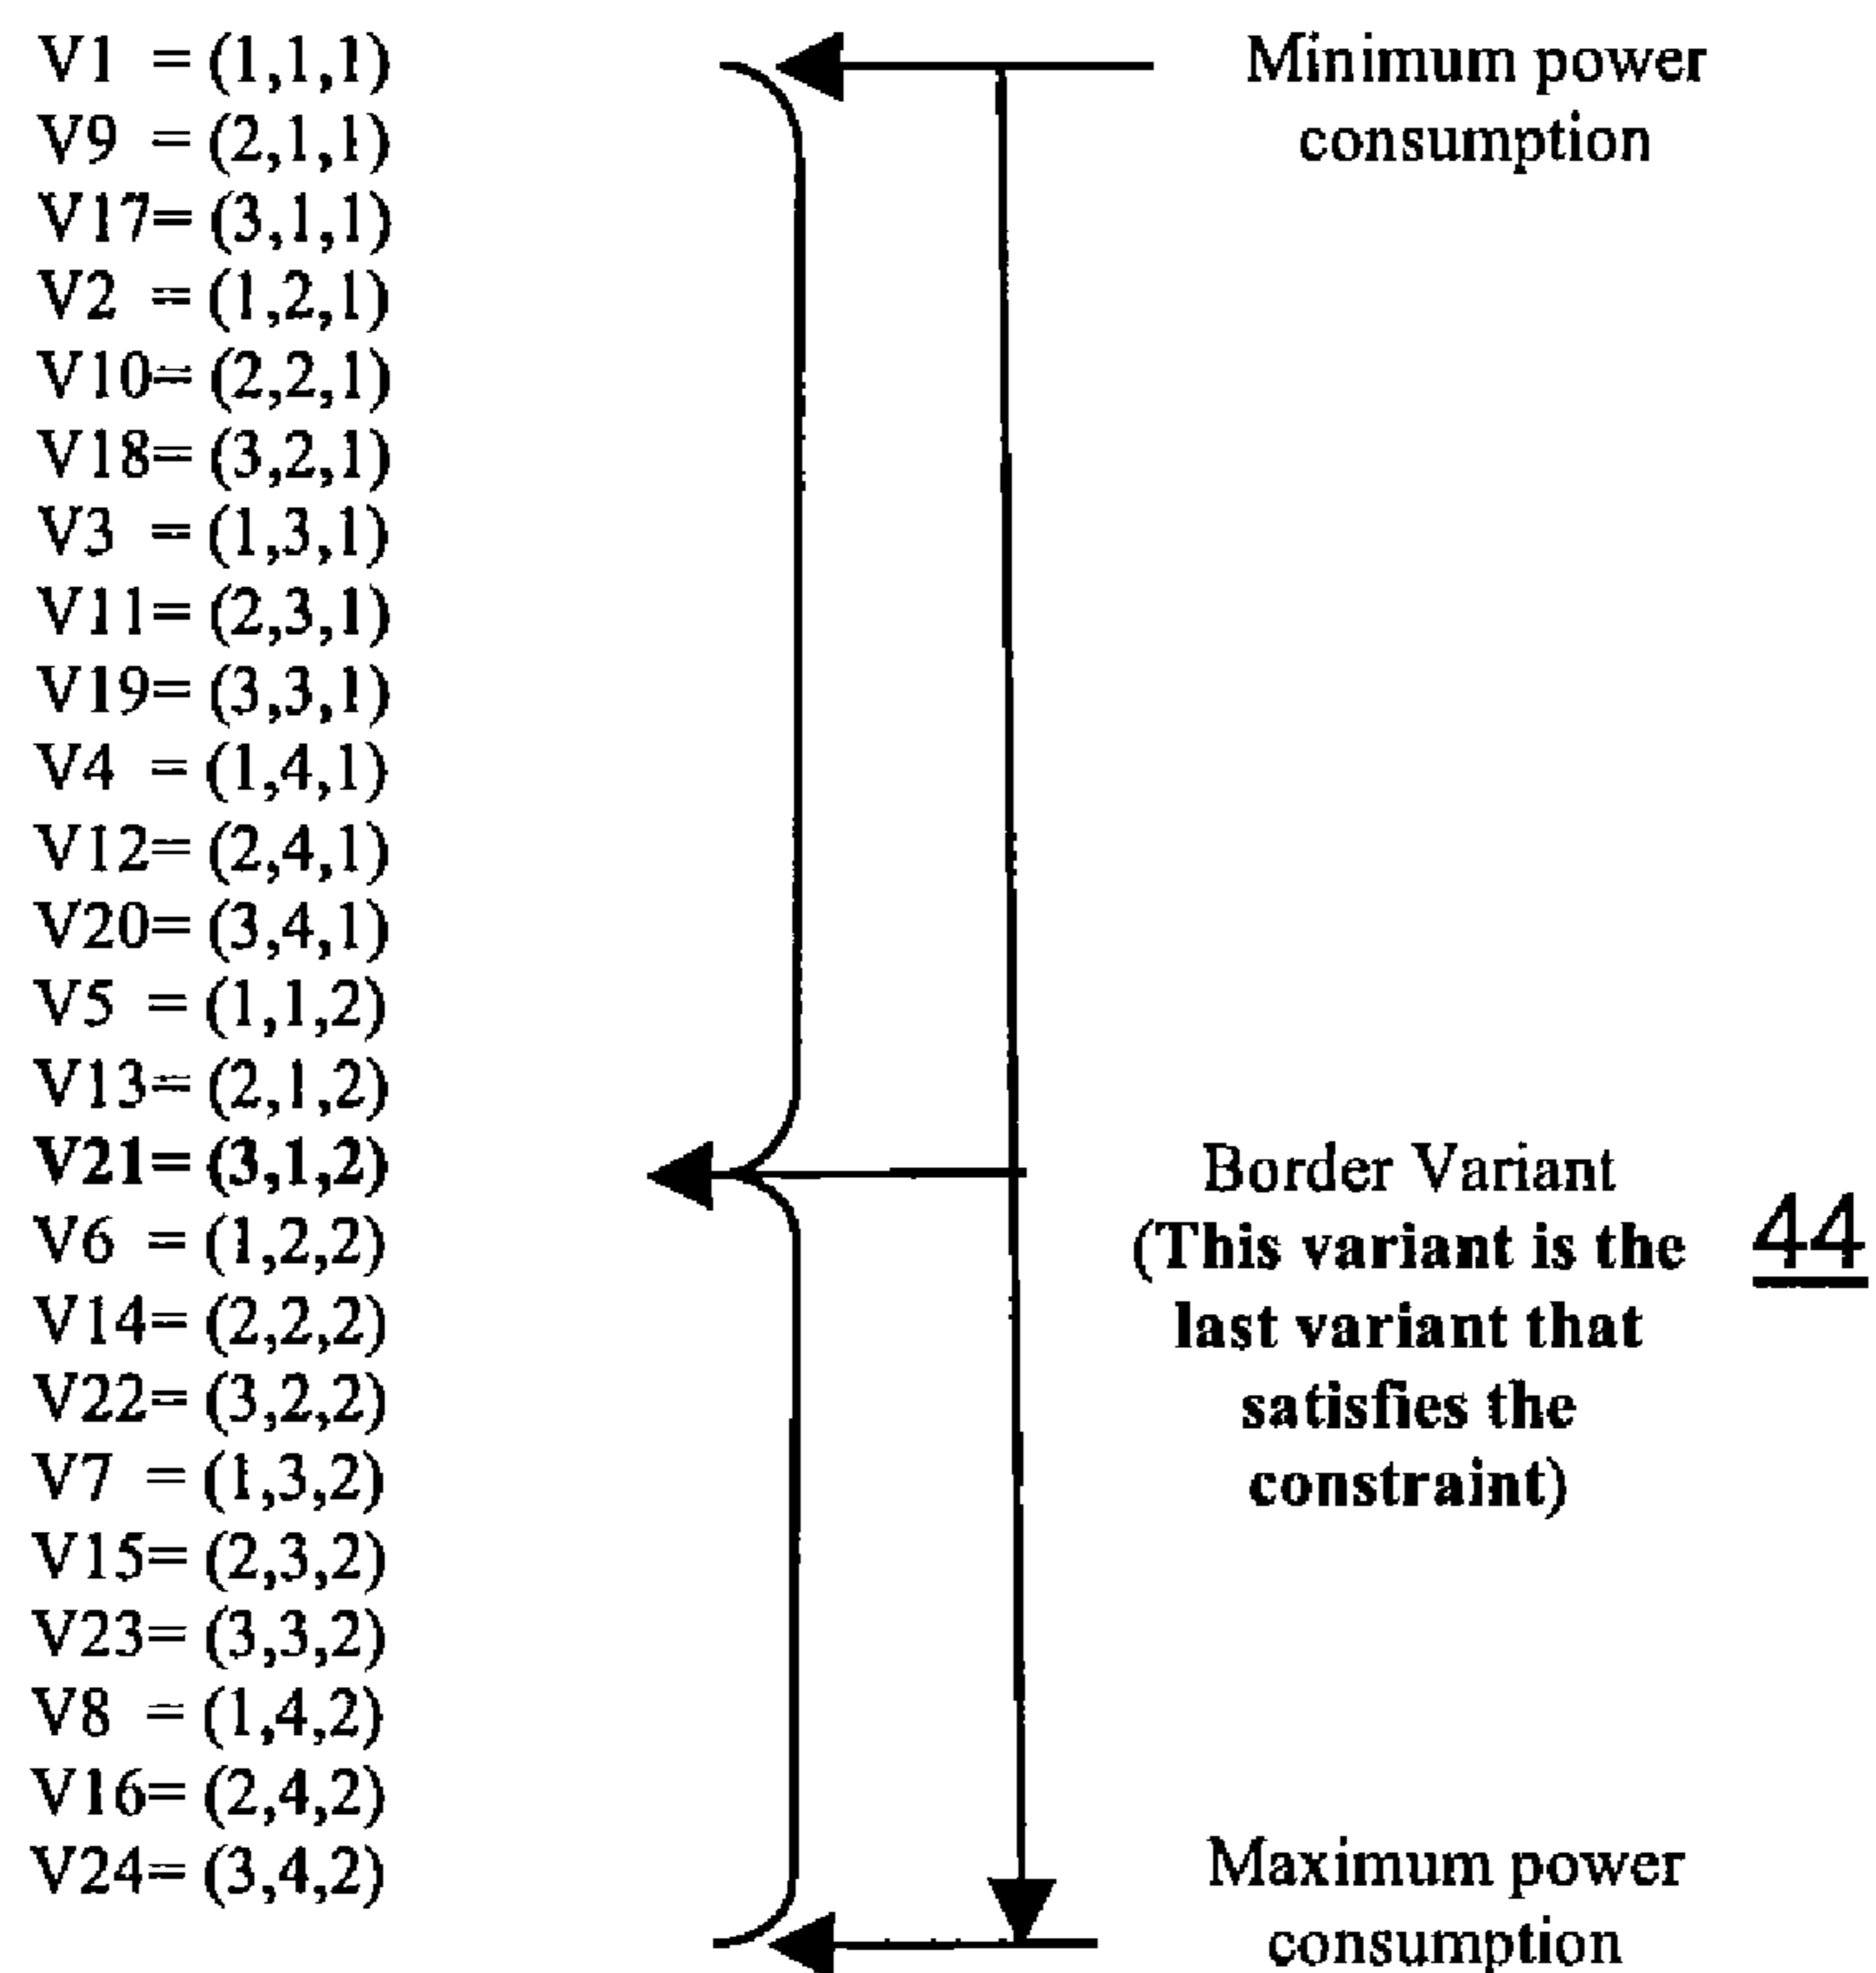 V1 = (1,1,1)
V9 = (2,1,1)
V17= (3,1,1)
V2 = (1,2,1)
V10= (2,2,1)
V18= (3,2,1)
V3 = (1,3,1)
V11= (2,3,1)
V19= (3,3,1)
V4 = (1,4,1)
V12= (2,4,1)
V20= (3,4,1)
V5 = (1,1,2)
V13= (2,1,2)
V21= (3,1,2)
V6 = (1,2,2)
V14= (2,2,2)
V22= (3,2,2)
V7 = (1,3,2)
V15= (2,3,2)
V23= (3,3,2)
V8 = (1,4,2)
V16= (2,4,2)
V24= (3,4,2)
Minimum power
consumption
Border Variant
(This variant is the
last variant that
satisfies the
constraint)
44
Maximum power
consumption